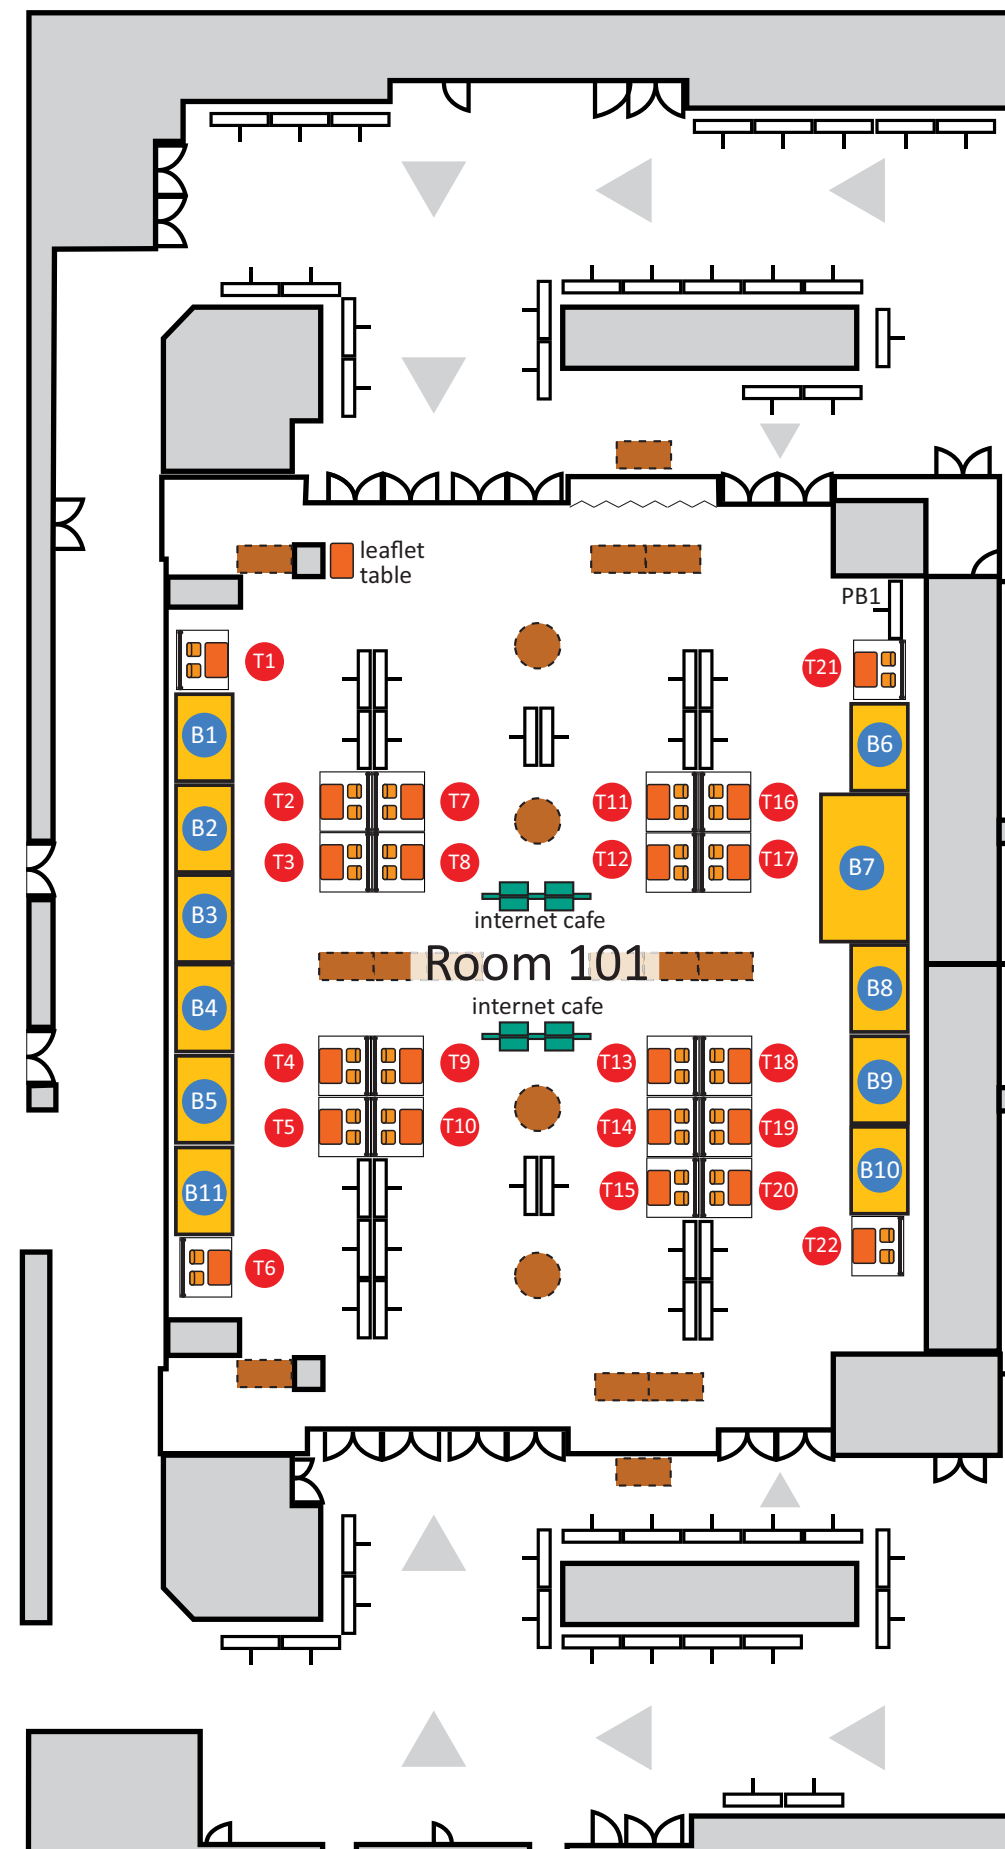 leaflet
table
PB1
T1
T21
B1
B6
T2
T7
T11
T16
B2
T3
T8
T12
T17
B7
B3
internet cafe
Room 101
B8
internet cafe
B4
T4
T9
T13
T18
B9
B5
T5
T10
T14
T19
B10
B11
T15
T20
T22
T6